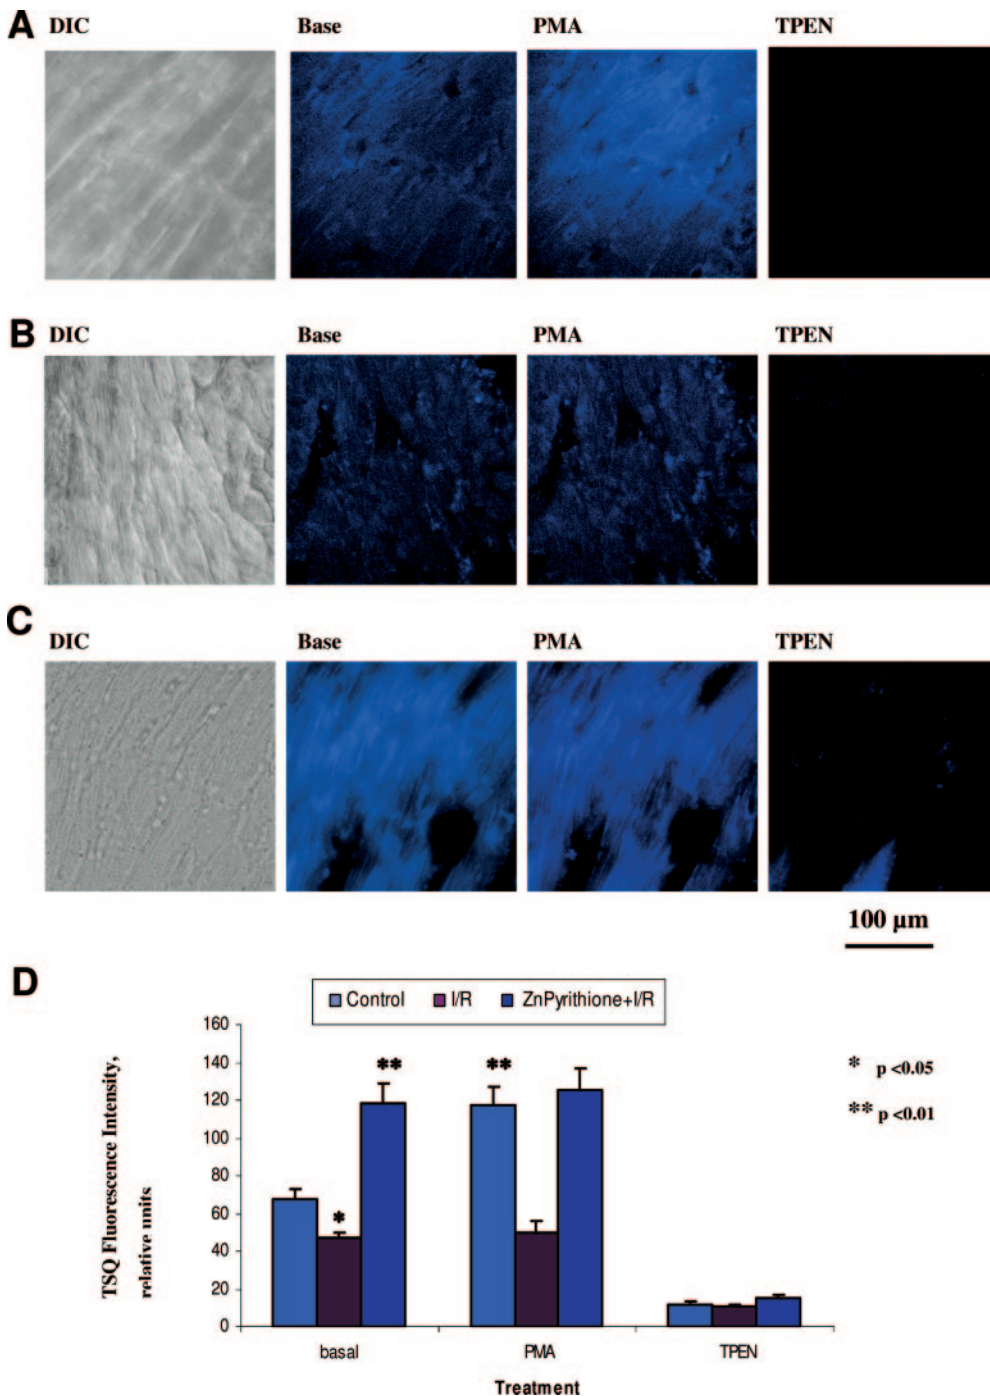 A DIC Base PMA TPEN
B DIC Base PMA TPEN
C DIC Base PMA TPEN
100 µm
D
Control I/R ZnPyrithione+I/R
TSQ Fluorescence Intensity,
relative units
160
140
120
100
80
60
40
20
0
** ** *
basal PMA TPEN
Treatment
* p <0.05
** p <0.01